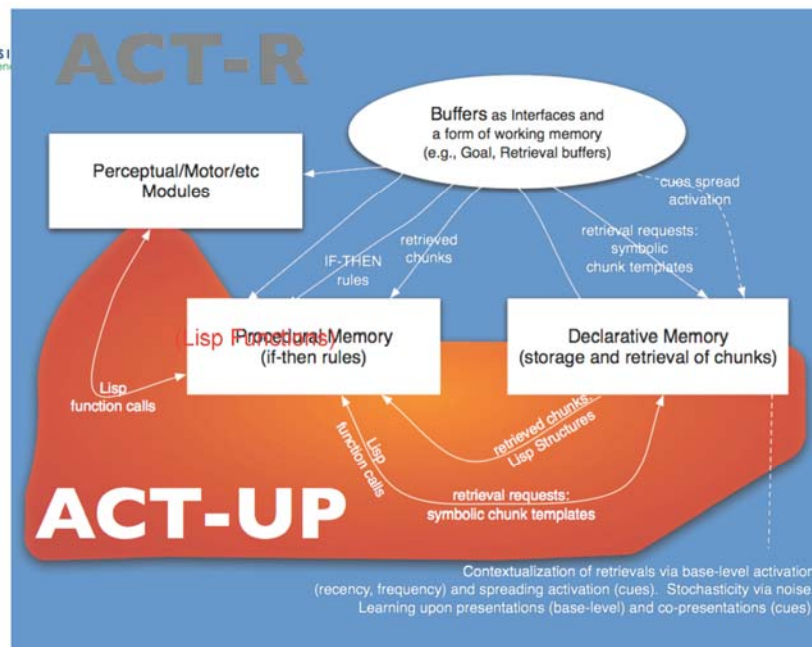 ACT-R
Buffers as Interfaces and
a form of working memory
(e.g., Goal, Retrieval buffers)
Perceptual/Motor/etc
Modules
cues spread
activation
retrieval requests:
symbolic
chunk templates
retrieved
chunks
IF-THEN
rules
(Lisp Functions)
Procedural Memory
(if-then rules)
Declarative Memory
(storage and retrieval of chunks)
Lisp
function calls
Lisp
function calls
retrieved chunks:
Lisp Structures
retrieval requests:
symbolic chunk templates
ACT-UP
Contextualization of retrievals via base-level activation
(recency, frequency) and spreading activation (cues). Stochasticity via noise
Learning upon presentations (base-level) and co-presentations (cues)